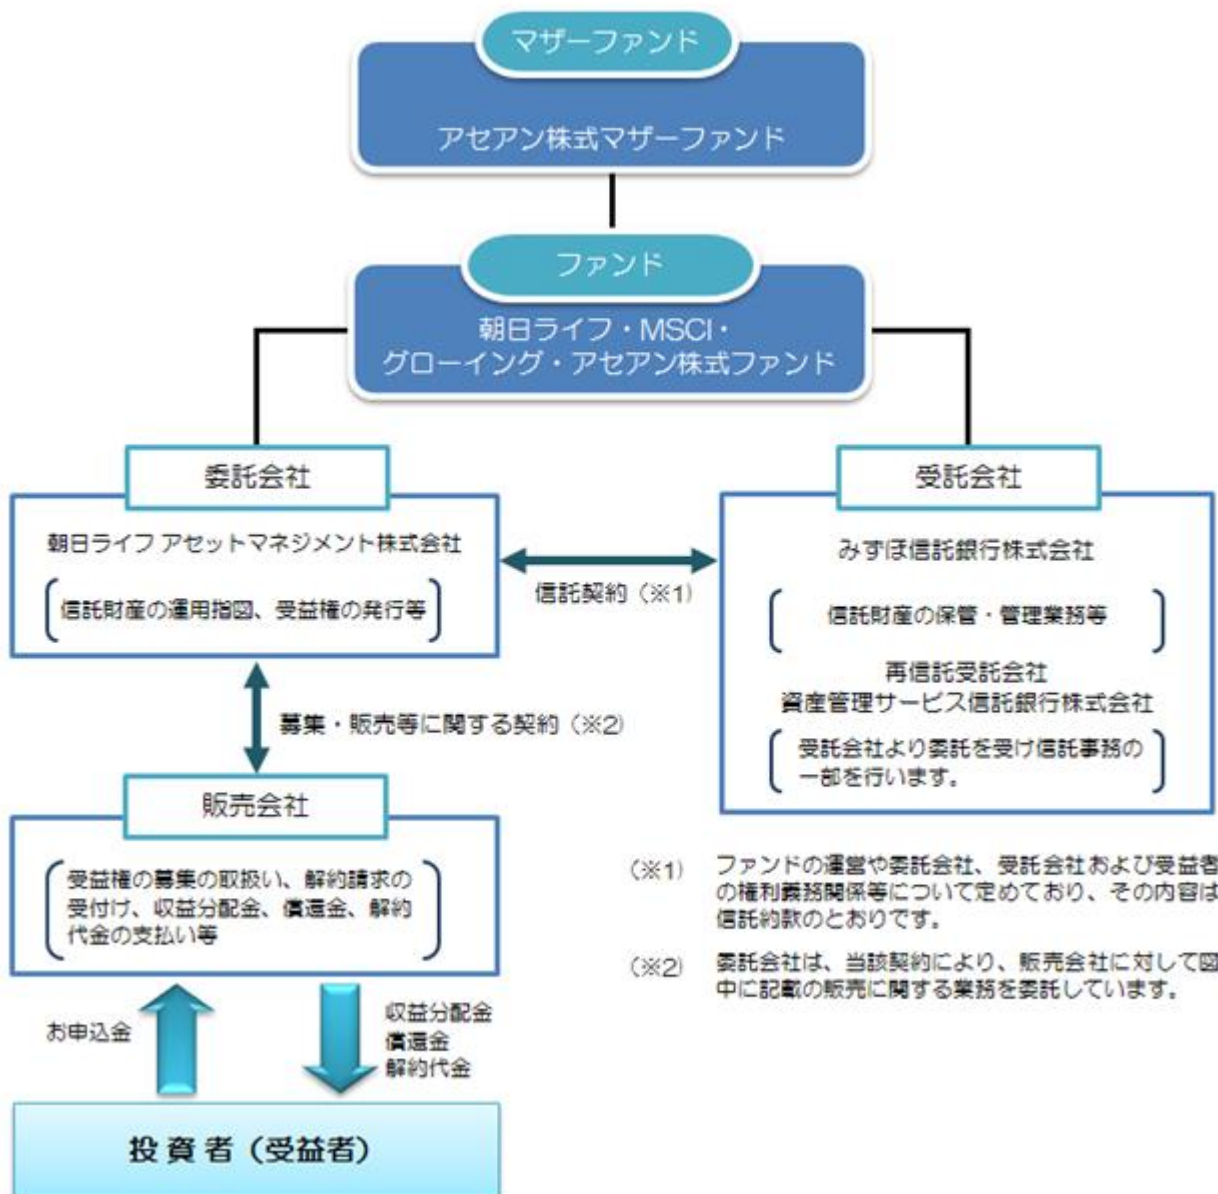 マザーファンド
アセアン株式マザーファンド
ファンド
朝日ライフ・MSCI・
グローイング・アセアン株式ファンド
委託会社
朝日ライフ アセットマネジメント株式会社
信託財産の運用指図、受益権の発行等
信託契約（※1）
受託会社
みずほ信託銀行株式会社
信託財産の保管・管理業務等
再信託受託会社
資産管理サービス信託銀行株式会社
受託会社より委託を受け信託事務の
一部を行います。
募集・販売等に関する契約（※2）
販売会社
受益権の募集の取扱い、解約請求の
受付け、収益分配金、償還金、解約
代金の支払い等
（※1） ファンドの運営や委託会社、受託会社および受益者
の権利義務関係等について定めており、その内容は
信託約款のとおりです。
（※2） 委託会社は、当該契約により、販売会社に対して図
中に記載の販売に関する業務を委託しています。
お申込金
収益分配金
償還金
解約代金
投資者（受益者）